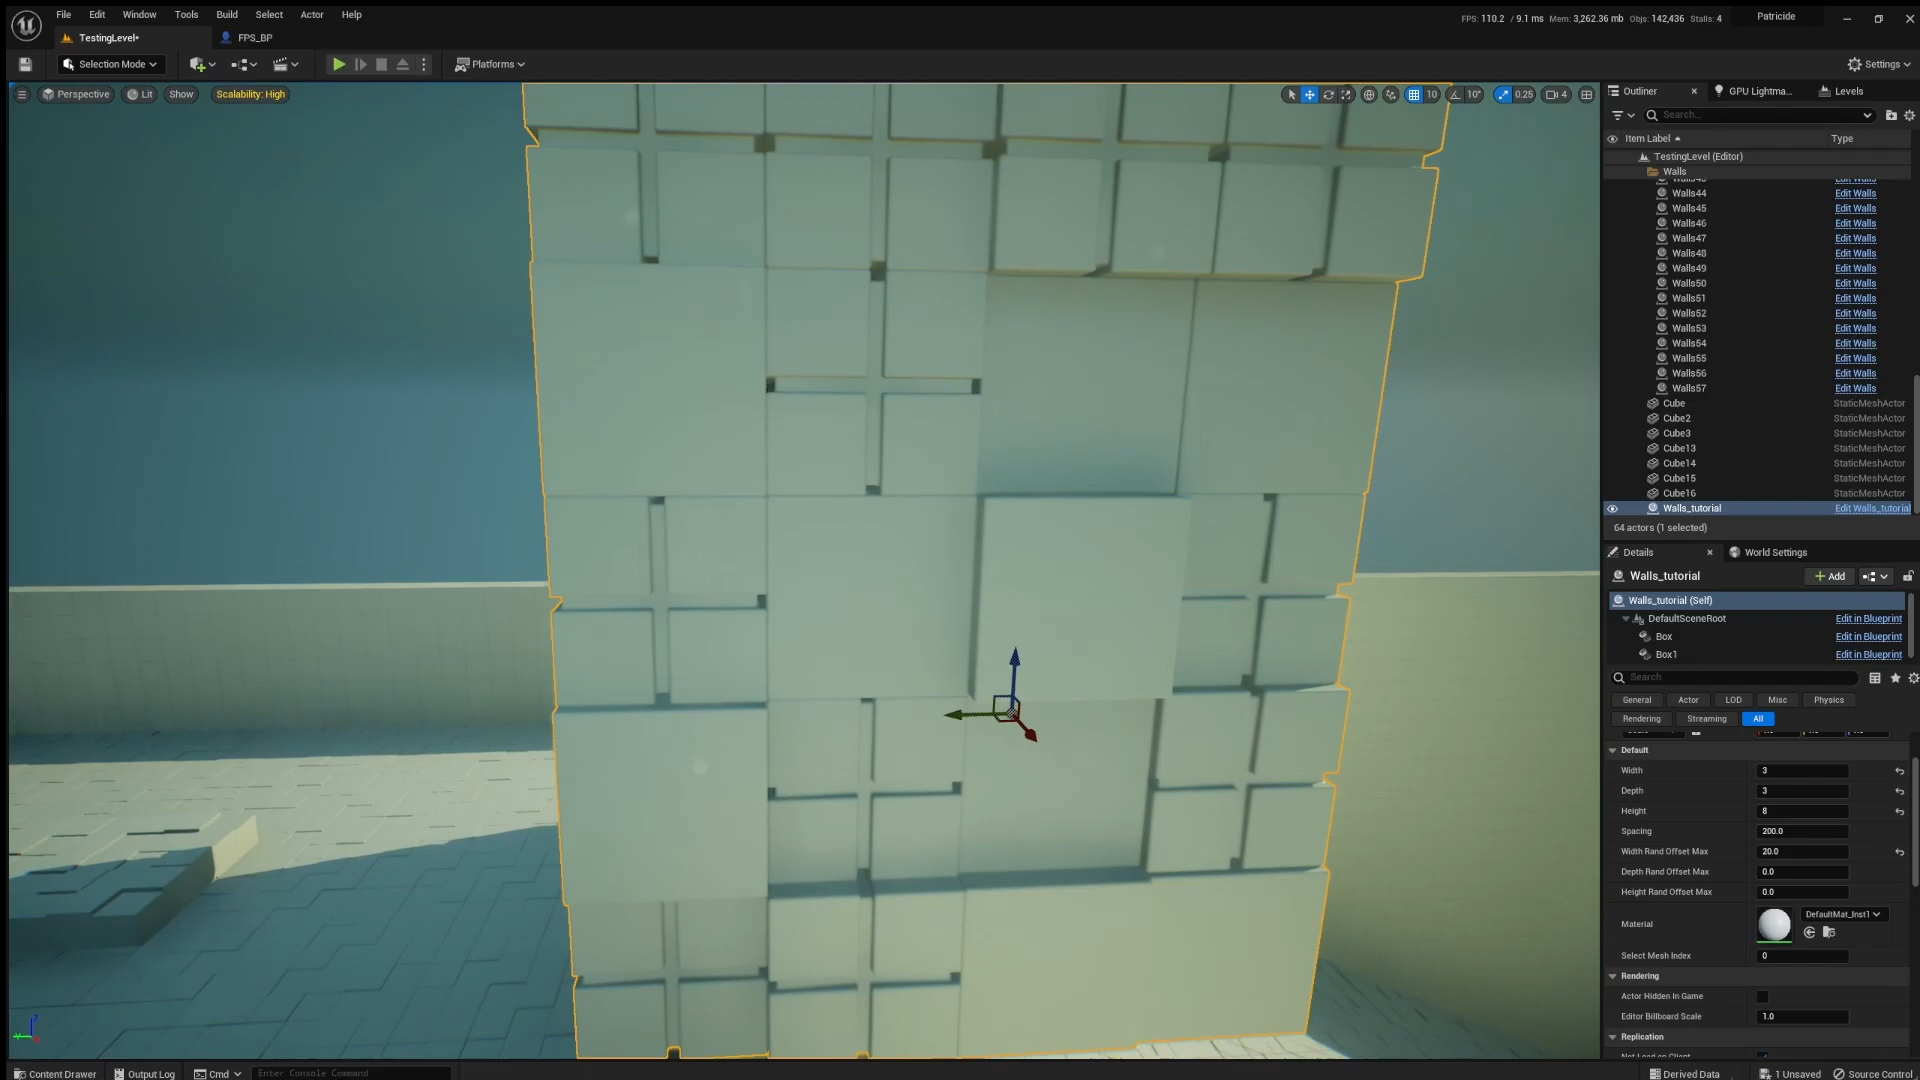 File Edit Window Tools Build Select Actor Help
FPS: 110.2 / 9.1 ms Mem: 3,262.36 mb Objs: 142,436 Stalls: 4 Patricide
TestingLevel* FPS_BP
Selection Mode Platforms Settings
Perspective Lit Show Scalability: High 10 10° 0.25 4
Outliner GPU Lightma... Levels
Search...
Item Label Type
TestingLevel (Editor)
Walls
Walls44 Edit Walls
Walls45 Edit Walls
Walls46 Edit Walls
Walls47 Edit Walls
Walls48 Edit Walls
Walls49 Edit Walls
Walls50 Edit Walls
Walls51 Edit Walls
Walls52 Edit Walls
Walls53 Edit Walls
Walls54 Edit Walls
Walls55 Edit Walls
Walls56 Edit Walls
Walls57 Edit Walls
Cube StaticMeshActor
Cube2 StaticMeshActor
Cube3 StaticMeshActor
Cube13 StaticMeshActor
Cube14 StaticMeshActor
Cube15 StaticMeshActor
Cube16 StaticMeshActor
Walls_tutorial Edit Walls_tutorial
64 actors (1 selected)
Details World Settings
Walls_tutorial Add
Walls_tutorial (Self)
DefaultSceneRoot Edit in Blueprint
Box Edit in Blueprint
Box1 Edit in Blueprint
Search
General Actor LOD Misc Physics
Rendering Streaming All
Default
Width 3
Depth 3
Height 8
Spacing 200.0
Width Rand Offset Max 20.0
Depth Rand Offset Max 0.0
Height Rand Offset Max 0.0
Material DefaultMat_Inst1
Select Mesh Index 0
Rendering
Actor Hidden In Game
Editor Billboard Scale 1.0
Replication
Content Drawer Output Log Cmd Enter Console Command Derived Data 1 Unsaved Source Control